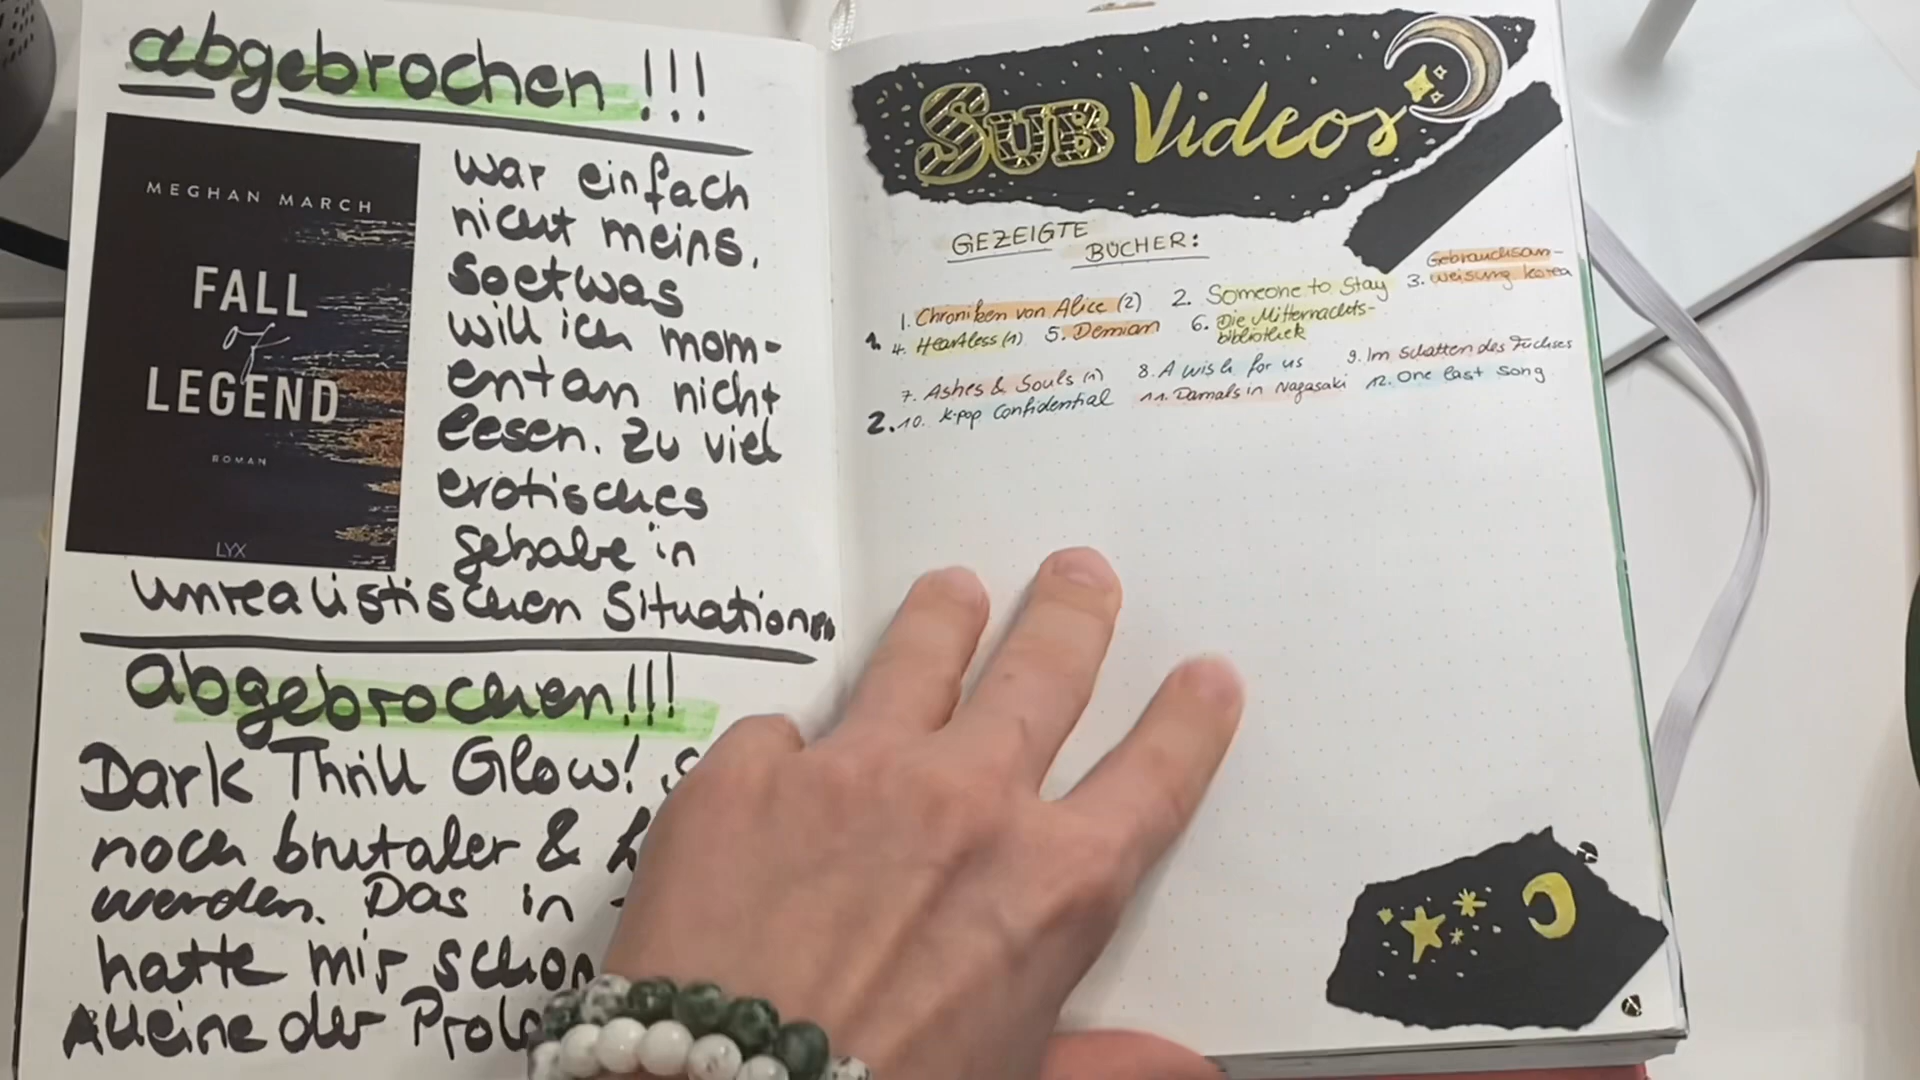 abgebrochen!!!
MEGHAN MARCH
FALL
of
LEGEND
ROMAN
LYX
war einfach
nicht meins.
Soetwas
will ich mom-
entan nicht
lesen. Zu viel
erotisches
gehabe in
unrealistischen Situationen
abgebrochen!!!
Dark Thrill Glow!
noch brutaler &
werden. Das in
hatte mir schon
Alleine der
SUB Videos
GEZEIGTE
BÜCHER:
1. 1. Chroniken von Alice (2) 2. Someone to Stay 3. Gebrauchsan-
weisung Korea
4. Heartless (1) 5. Demian 6. Die Mitternachts-
bibliothek
2. 7. Ashes & Souls (1) 8. A wish for us 9. Im Schatten des Fuchses
10. K-pop Confidential 11. Damals in Nagasaki 12. One last song